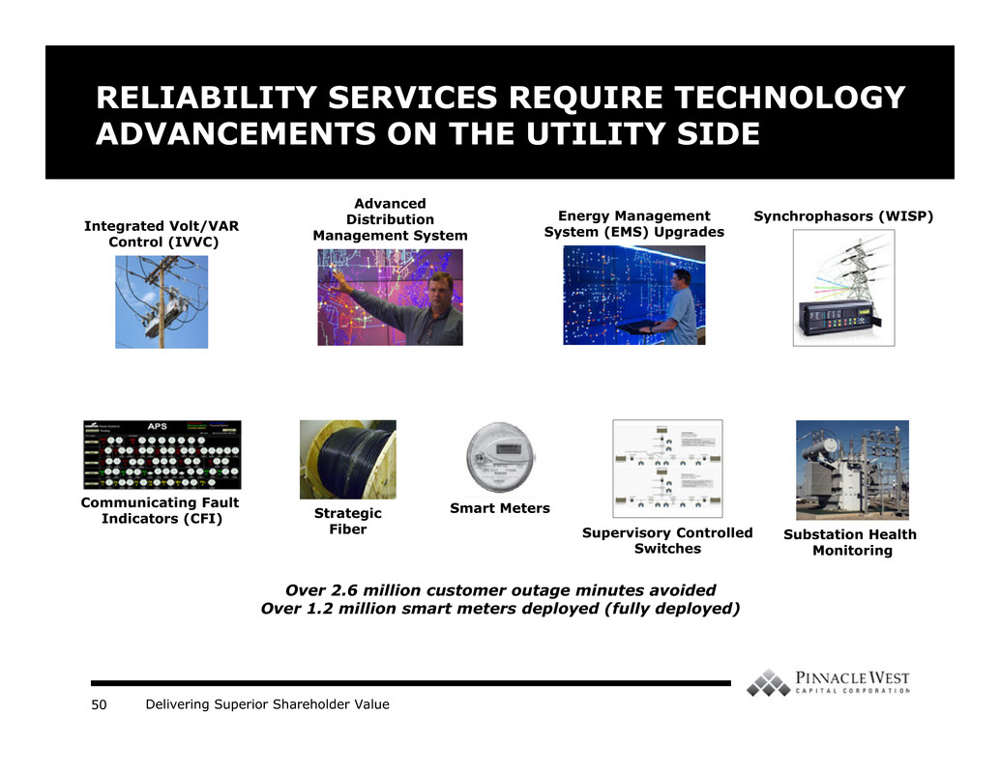 RELIABILITY SERVICES REQUIRE TECHNOLOGY
ADVANCEMENTS ON THE UTILITY SIDE
Integrated Volt/VAR
Control (IVVC)
Advanced
Distribution
Management System
Energy Management
System (EMS) Upgrades
Synchrophasors (WISP)
APS
Communicating Fault
Indicators (CFI)
Strategic
Fiber
Smart Meters
Supervisory Controlled
Switches
Substation Health
Monitoring
Over 2.6 million customer outage minutes avoided
Over 1.2 million smart meters deployed (fully deployed)
PINNACLE WEST
CAPITAL CORPORATION
50 Delivering Superior Shareholder Value